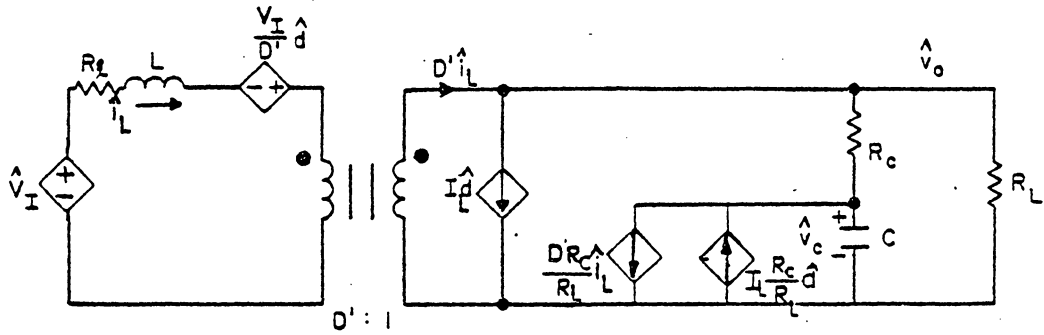 V_I/D' d̂
R_ℓ
L
- +
î_L
D' î_L
v̂_o
+
-
V̂_I
I_L d̂
R_c
R_L
D'R_C/R_L î_L
I_L R_c/R_L d̂
+
v̂_c
-
C
D' : 1